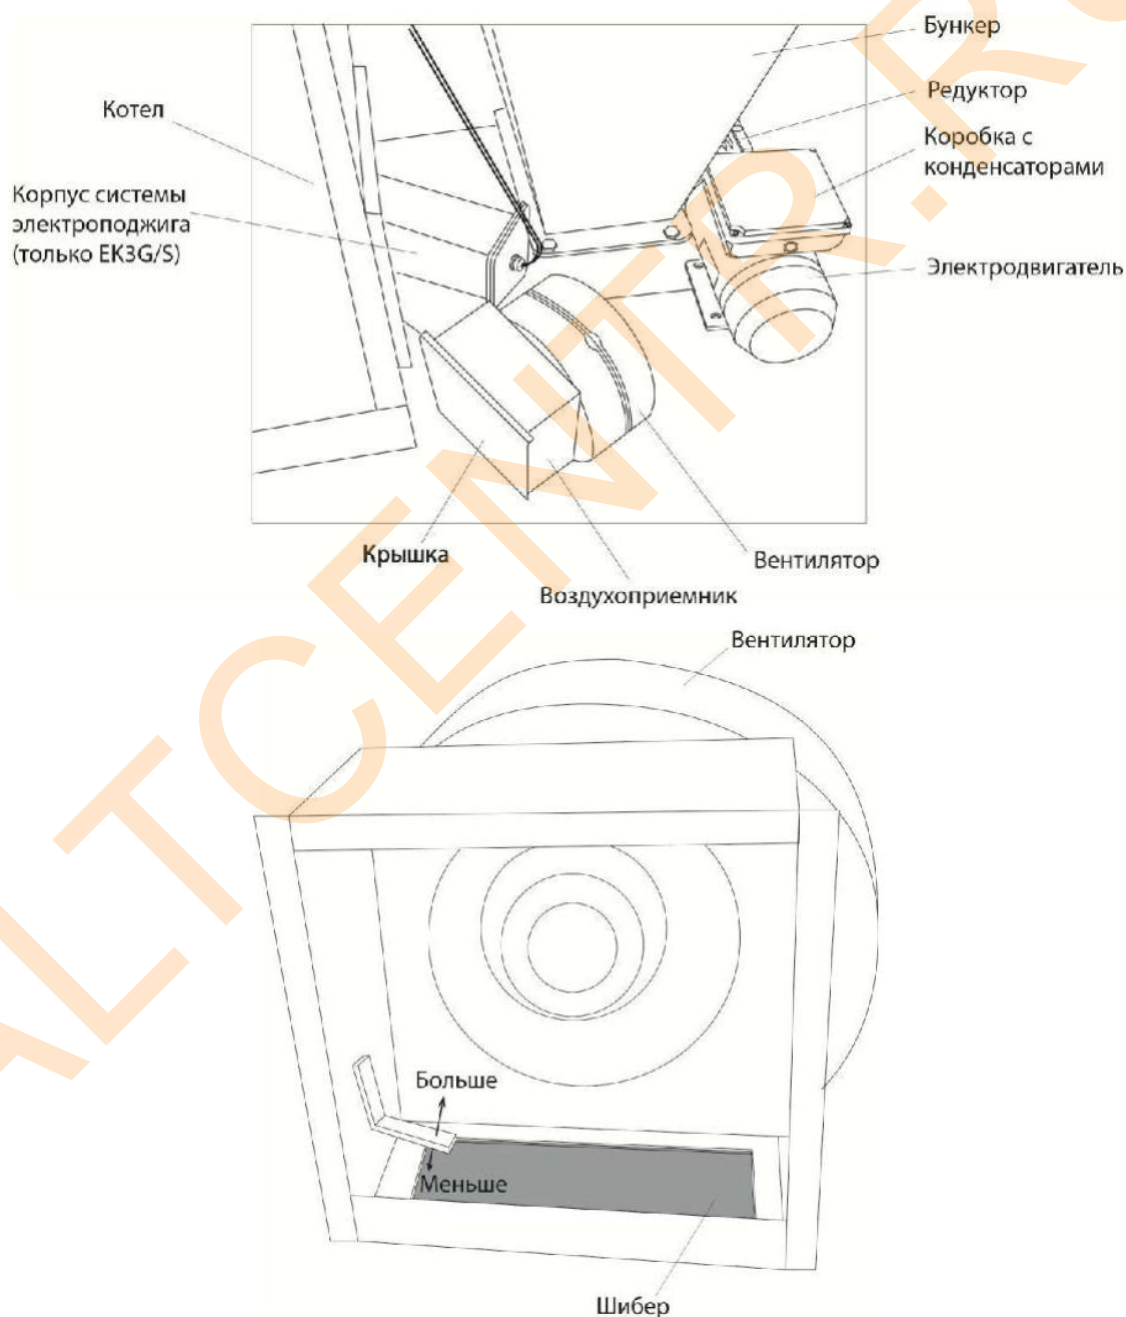 Бункер
Редуктор
Котел
Коробка с
конденсаторами
Корпус системы
электроподжига
(только EK3G/S)
Электродвигатель
Крышка
Вентилятор
Воздухоприемник
Вентилятор
Больше
Меньше
Шибер
ALTCENTR.R